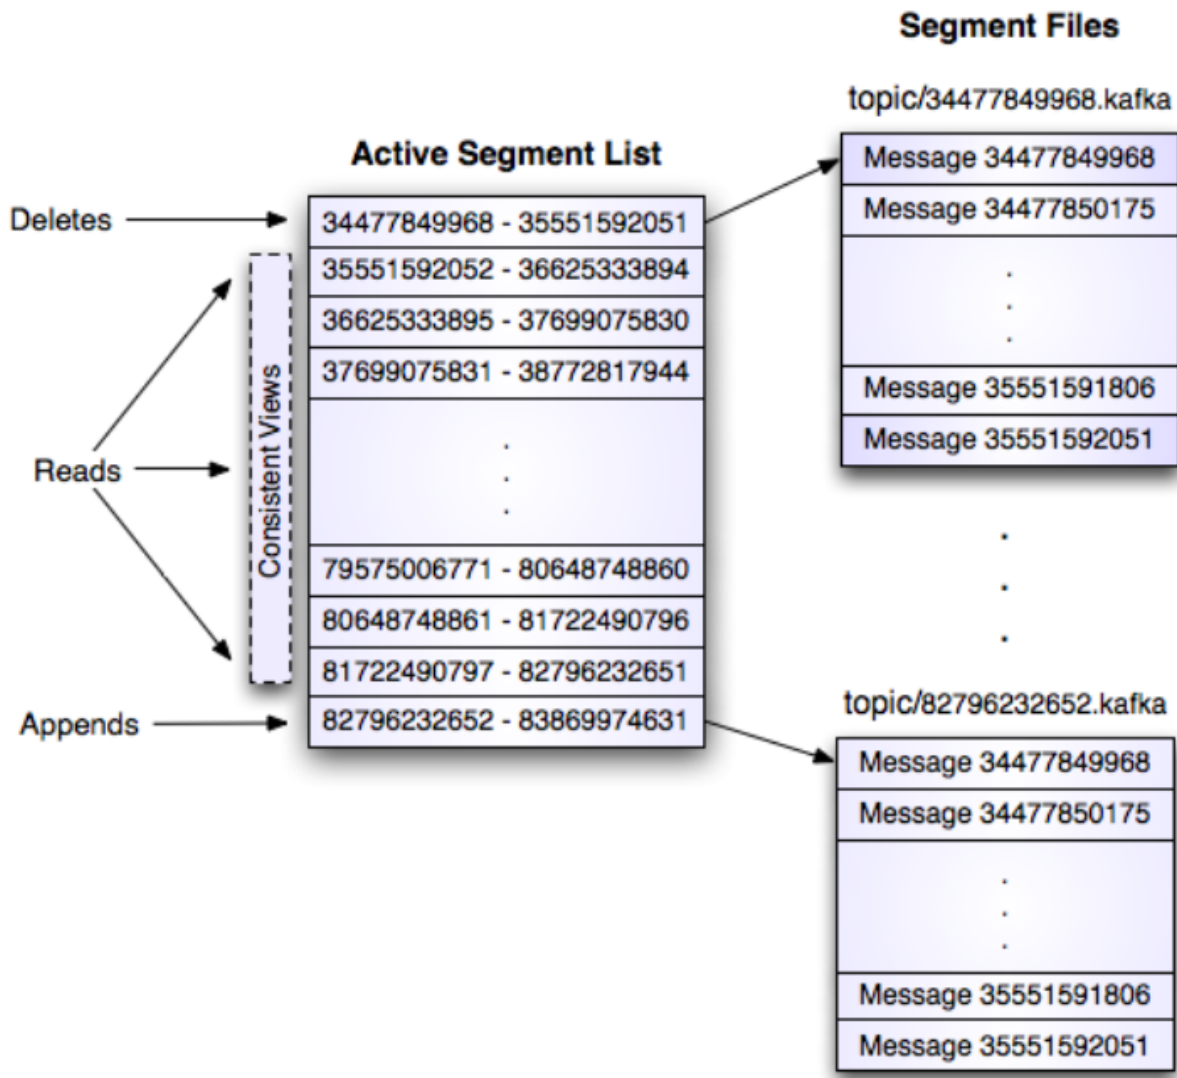 Segment Files
topic/34477849968.kafka
Message 34477849968
Message 34477850175
.
.
.
Message 35551591806
Message 35551592051
Active Segment List
34477849968 - 35551592051
35551592052 - 36625333894
36625333895 - 37699075830
37699075831 - 38772817944
.
.
.
79575006771 - 80648748860
80648748861 - 81722490796
81722490797 - 82796232651
82796232652 - 83869974631
Deletes
Reads
Appends
Consistent Views
.
.
.
topic/82796232652.kafka
Message 34477849968
Message 34477850175
.
.
.
Message 35551591806
Message 35551592051